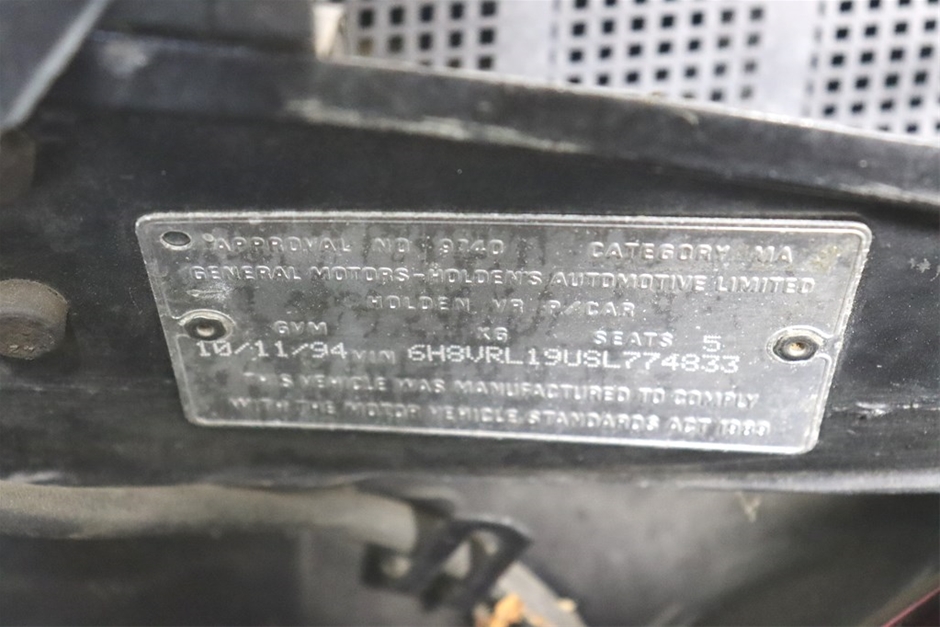 APPROVAL NO 9040 CATEGORY MA
GENERAL MOTORS-HOLDEN'S AUTOMOTIVE LIMITED
HOLDEN VR P/CAR
GVM KG SEATS 5
10/11/94 VIN 6H8VRL19USL774833
THIS VEHICLE WAS MANUFACTURED TO COMPLY
WITH THE MOTOR VEHICLE STANDARDS ACT 1989